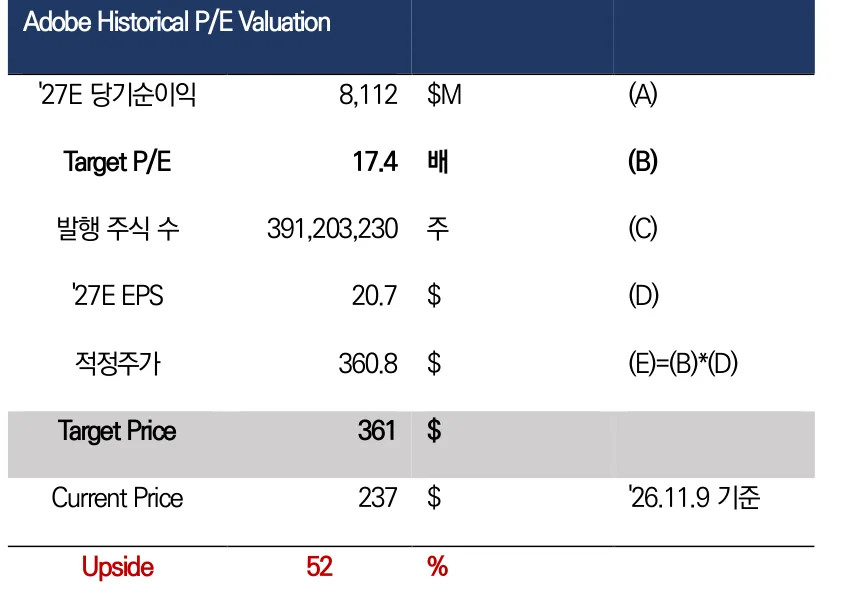 Adobe Historical P/E Valuation
'27E 당기순이익 8,112 $M (A)
Target P/E 17.4 배 (B)
발행 주식 수 391,203,230 주 (C)
'27E EPS 20.7 $ (D)
적정주가 360.8 $ (E)=(B)*(D)
Target Price 361 $
Current Price 237 $ '26.11.9 기준
Upside 52 %